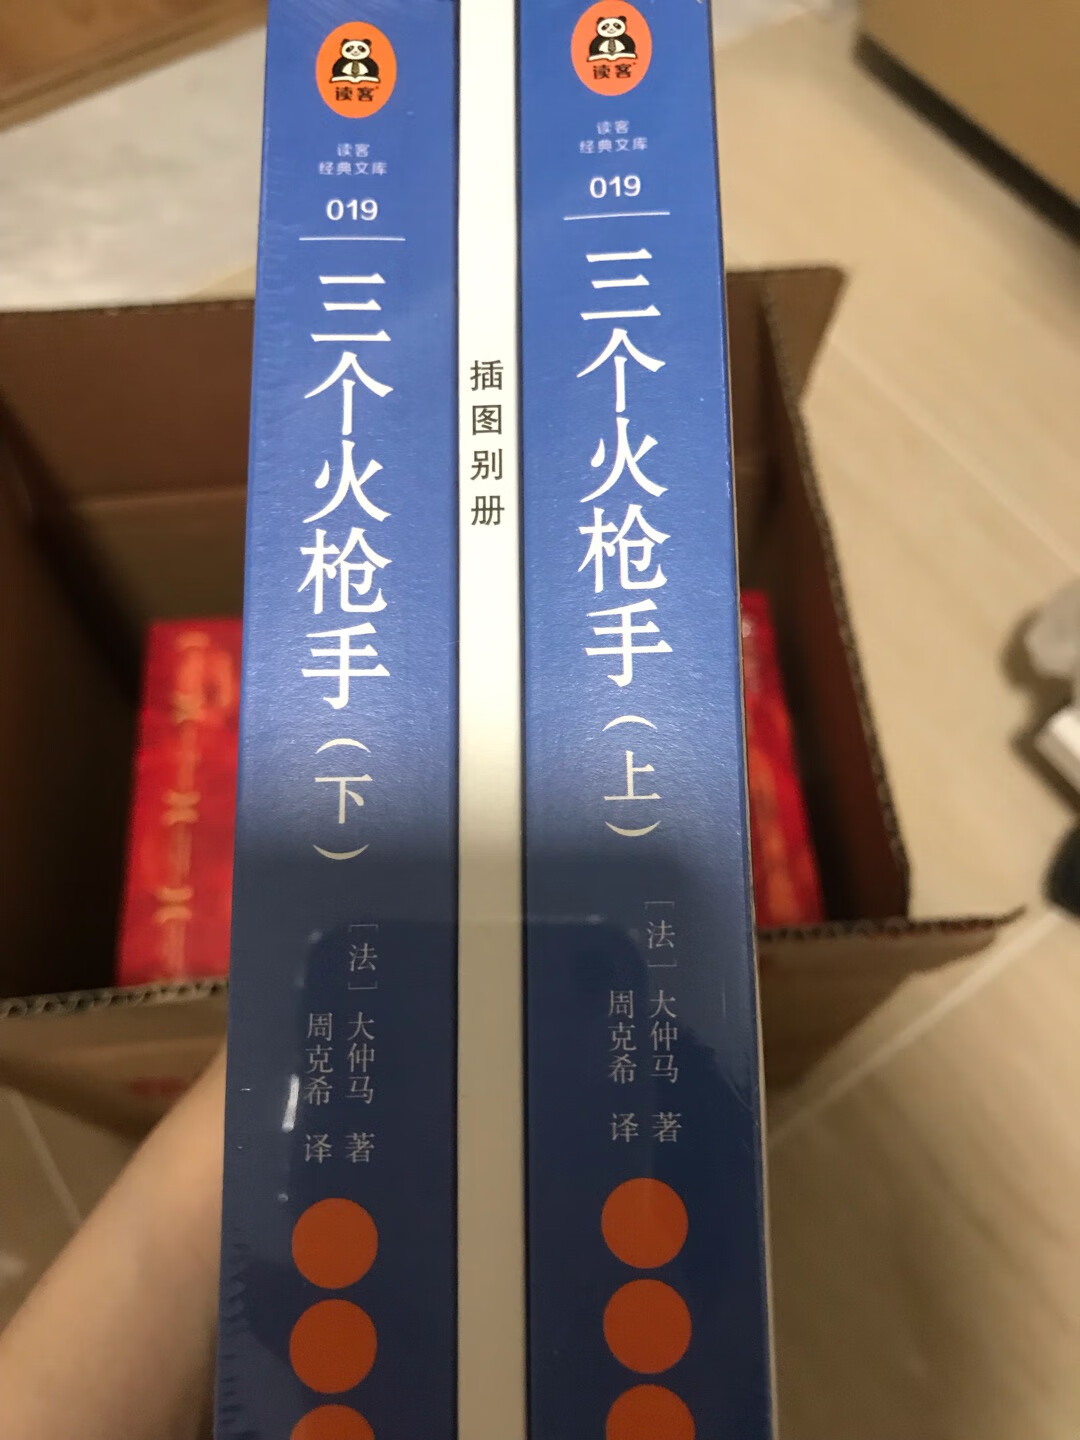 读客
读客
经典文库
019
三个火枪手(下)
[法]大仲马 著
周克希 译
插图别册
读客
读客
经典文库
019
三个火枪手(上)
[法]大仲马 著
周克希 译